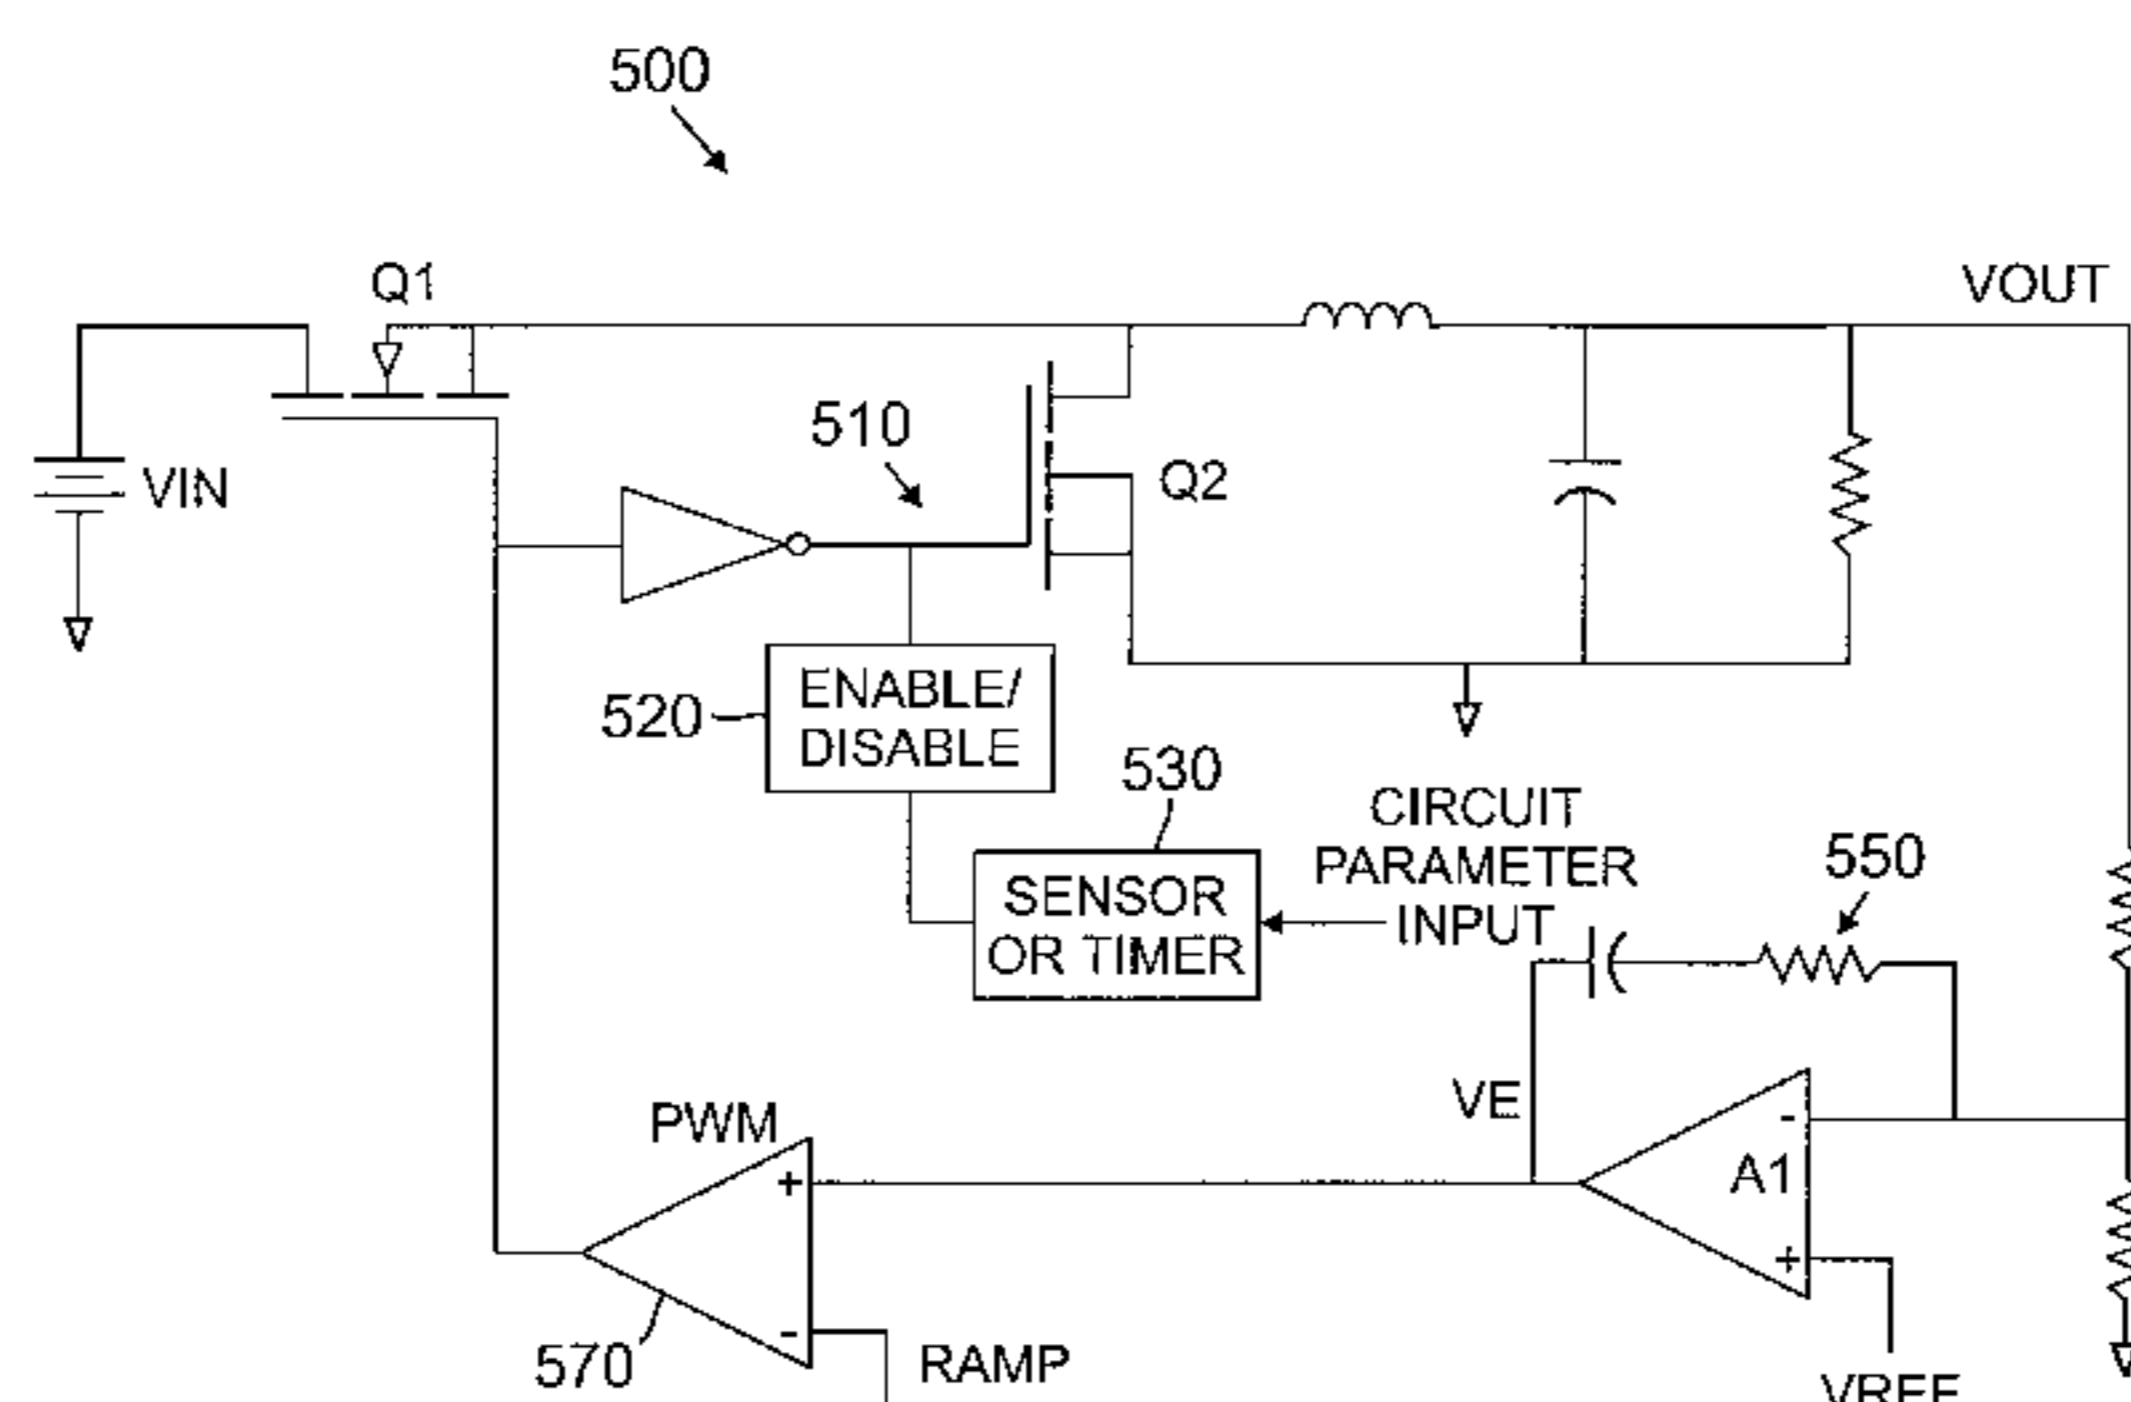 500
Q1
VOUT
510
VIN
Q2
520
ENABLE/
DISABLE
530
CIRCUIT
PARAMETER
INPUT
SENSOR
OR TIMER
550
VE
PWM
-
A1
+
+
-
570
RAMP
VREF